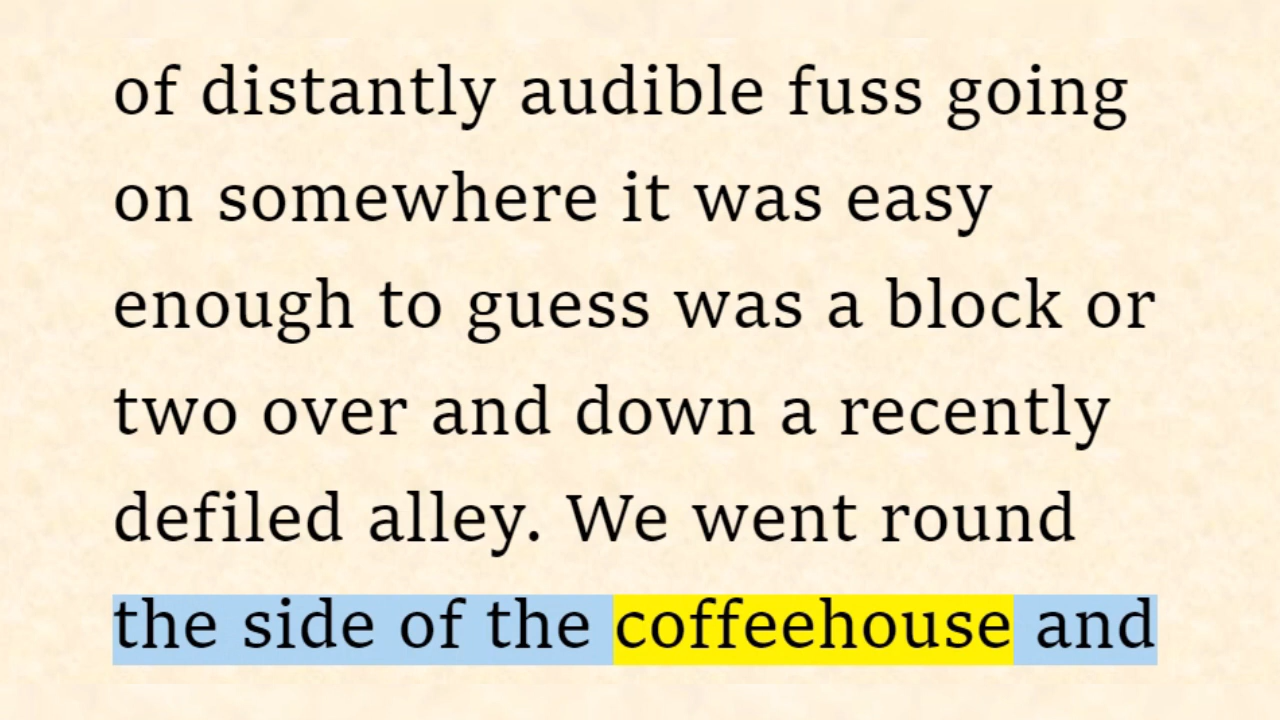 of distantly audible fuss going
on somewhere it was easy
enough to guess was a block or
two over and down a recently
defiled alley. We went round
the side of the coffeehouse and